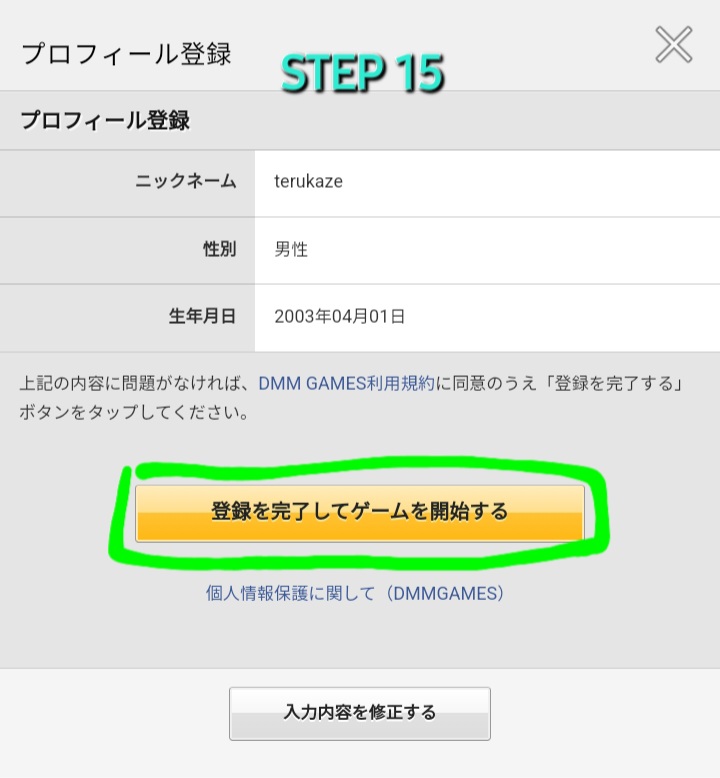 プロフィール登録
STEP 15
プロフィール登録
ニックネーム terukaze
性別 男性
生年月日 2003年04月01日
上記の内容に問題がなければ、DMM GAMES利用規約に同意のうえ「登録を完了する」
ボタンをタップしてください。
登録を完了してゲームを開始する
個人情報保護に関して（DMMGAMES）
入力内容を修正する